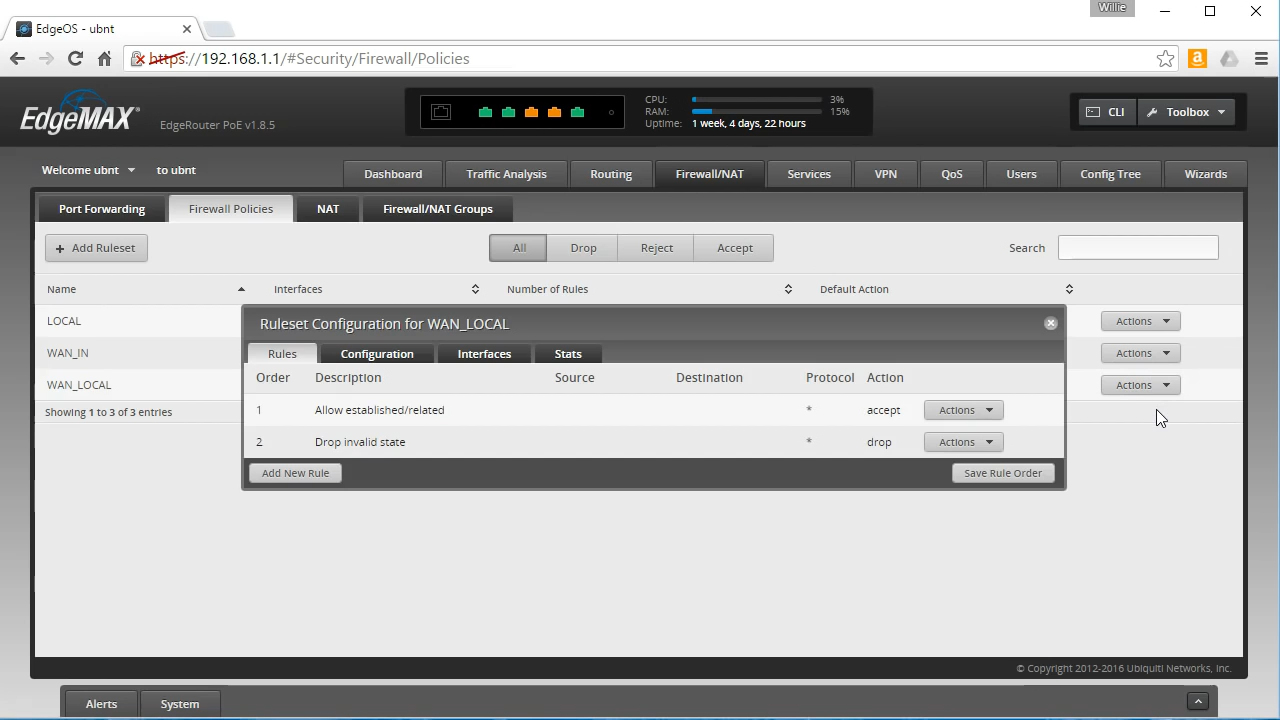 Willie
EdgeOS - ubnt
https://192.168.1.1/#Security/Firewall/Policies
EdgeMAX
EdgeRouter PoE v1.8.5
CPU: 3%
RAM: 15%
Uptime: 1 week, 4 days, 22 hours
CLI
Toolbox
Welcome ubnt to ubnt
Dashboard Traffic Analysis Routing Firewall/NAT Services VPN QoS Users Config Tree Wizards
Port Forwarding Firewall Policies NAT Firewall/NAT Groups
+ Add Ruleset All Drop Reject Accept Search
Name Interfaces Number of Rules Default Action
LOCAL Actions
WAN_IN Actions
WAN_LOCAL Actions
Showing 1 to 3 of 3 entries
Ruleset Configuration for WAN_LOCAL
Rules Configuration Interfaces Stats
Order Description Source Destination Protocol Action
1 Allow established/related * accept Actions
2 Drop invalid state * drop Actions
Add New Rule Save Rule Order
© Copyright 2012-2016 Ubiquiti Networks, Inc.
Alerts System